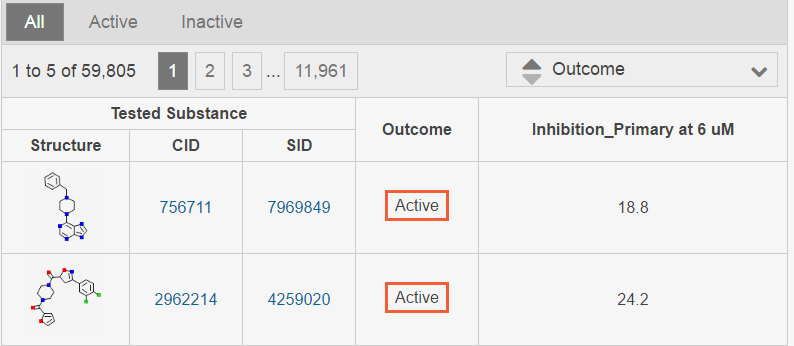 All Active Inactive
1 to 5 of 59,805 1 2 3 ... 11,961 Outcome
Tested Substance Outcome Inhibition_Primary at 6 uM
Structure CID SID
756711 7969849 Active 18.8
2962214 4259020 Active 24.2